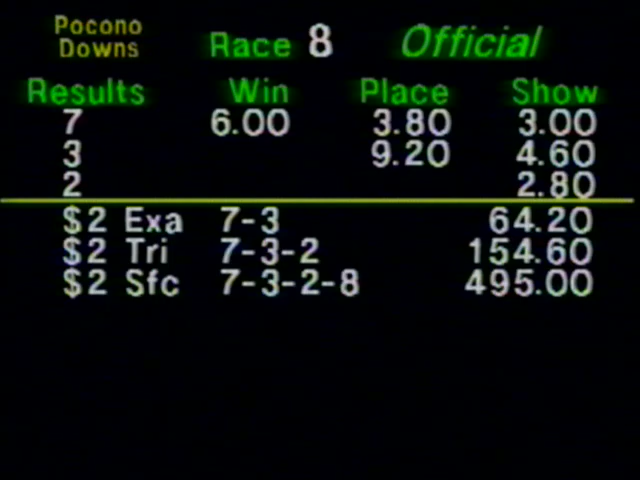 Pocono
Downs
Race 8 Official
Results Win Place Show
7 6.00 3.80 3.00
3 9.20 4.60
2 2.80
$2 Exa 7-3 64.20
$2 Tri 7-3-2 154.60
$2 Sfc 7-3-2-8 495.00